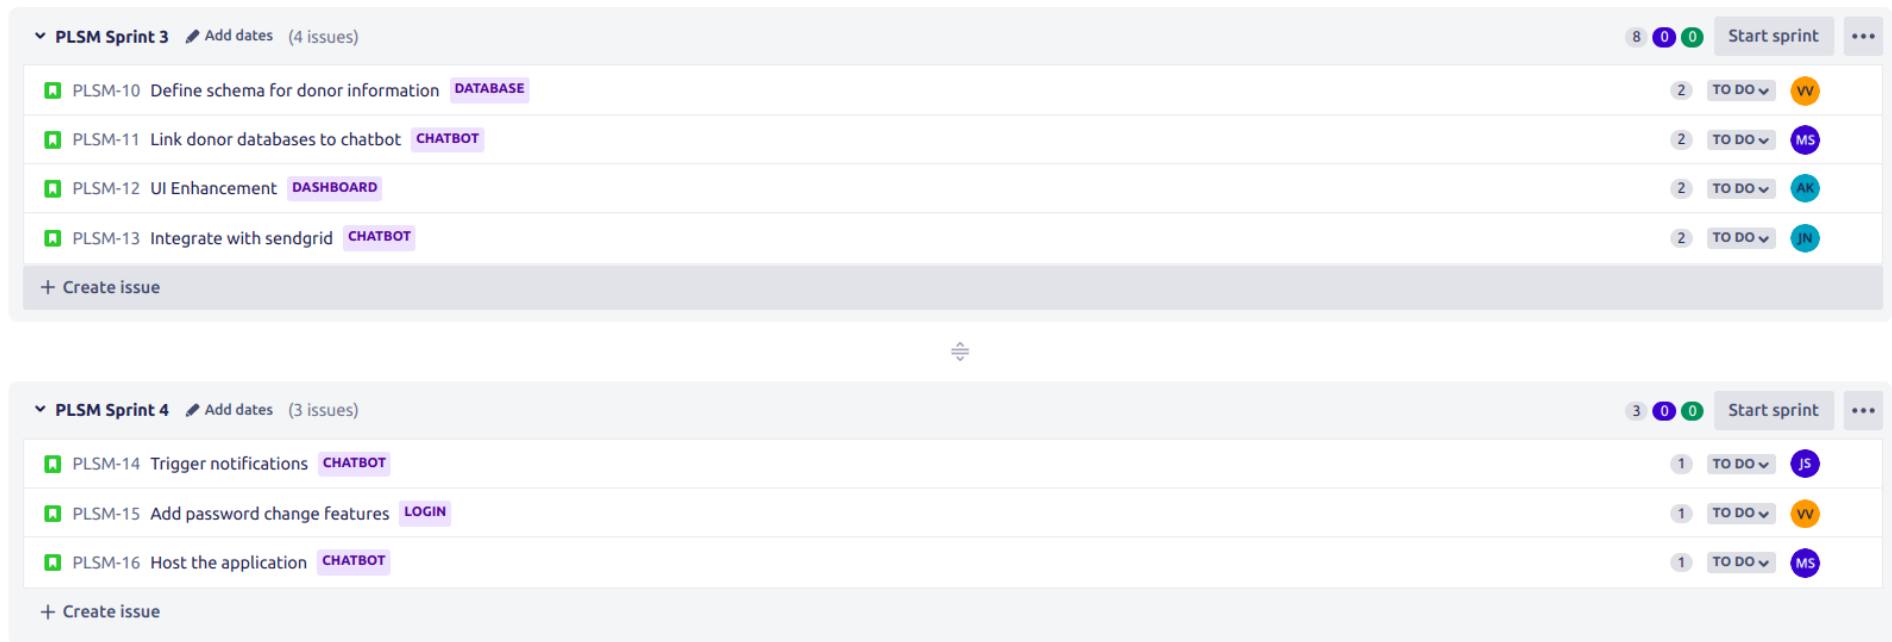 PLSM Sprint 3 Add dates (4 issues) 8 0 0 Start sprint
PLSM-10 Define schema for donor information DATABASE 2 TO DO VV
PLSM-11 Link donor databases to chatbot CHATBOT 2 TO DO MS
PLSM-12 UI Enhancement DASHBOARD 2 TO DO AK
PLSM-13 Integrate with sendgrid CHATBOT 2 TO DO JN
+ Create issue
PLSM Sprint 4 Add dates (3 issues) 3 0 0 Start sprint
PLSM-14 Trigger notifications CHATBOT 1 TO DO JS
PLSM-15 Add password change features LOGIN 1 TO DO VV
PLSM-16 Host the application CHATBOT 1 TO DO MS
+ Create issue